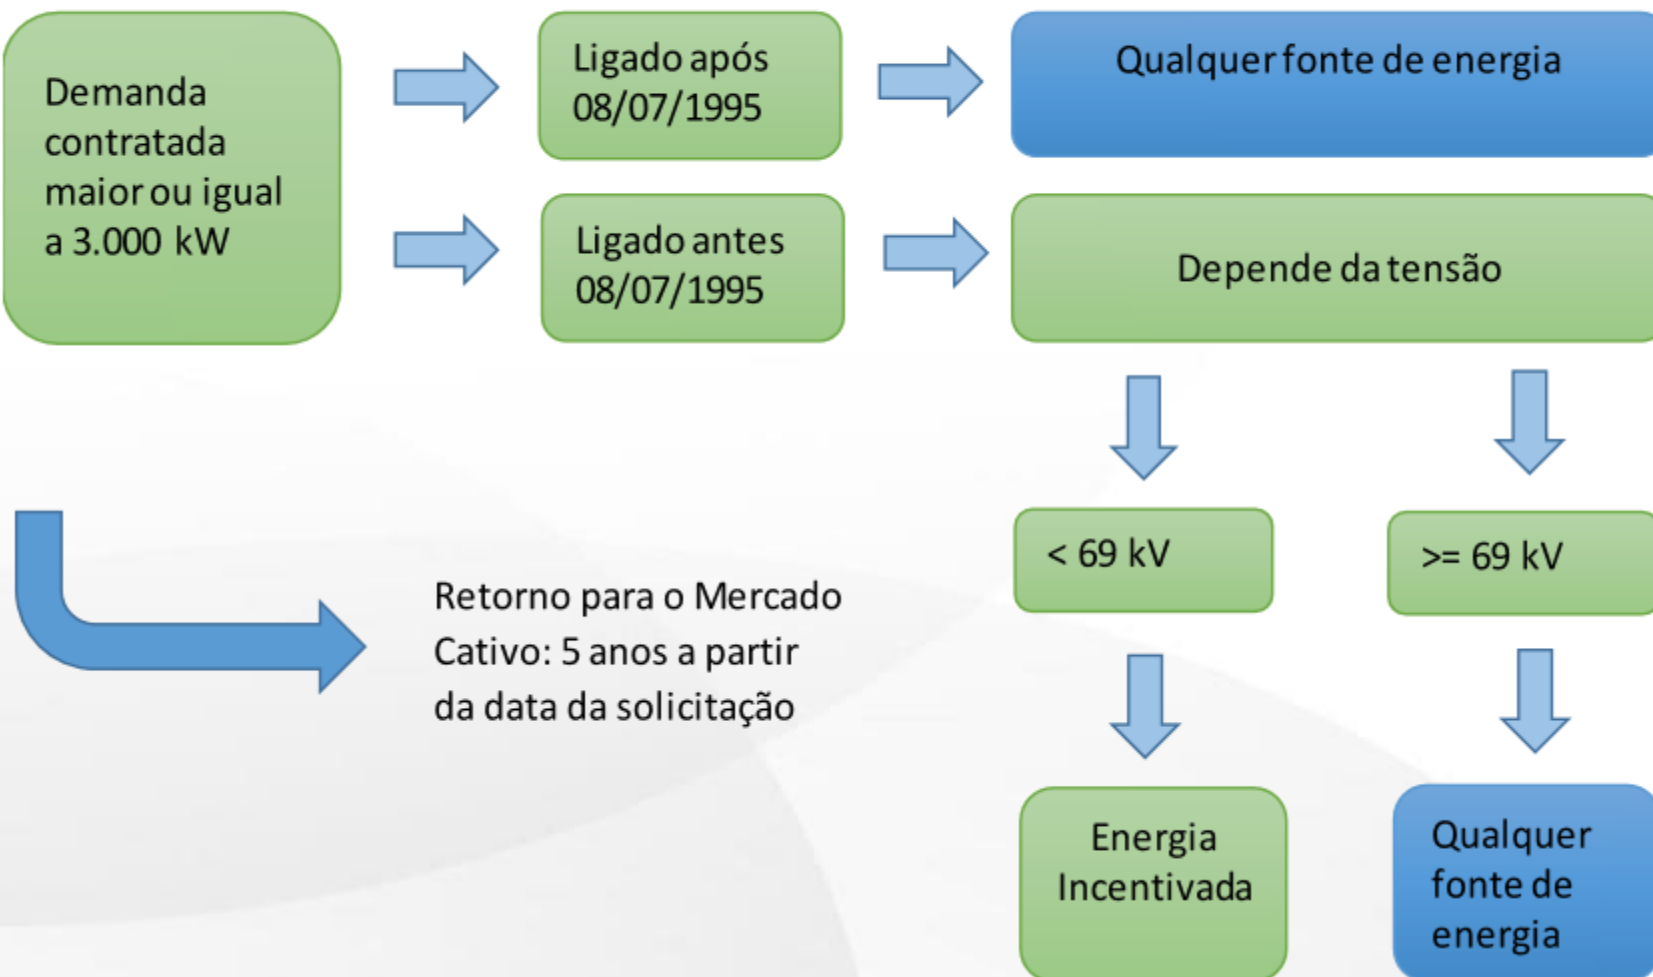 Demanda
contratada
maior ou igual
a 3.000 kW
Ligado após
08/07/1995
Qualquer fonte de energia
Ligado antes
08/07/1995
Depende da tensão
< 69 kV
>= 69 kV
Retorno para o Mercado
Cativo: 5 anos a partir
da data da solicitação
Energia
Incentivada
Qualquer
fonte de
energia